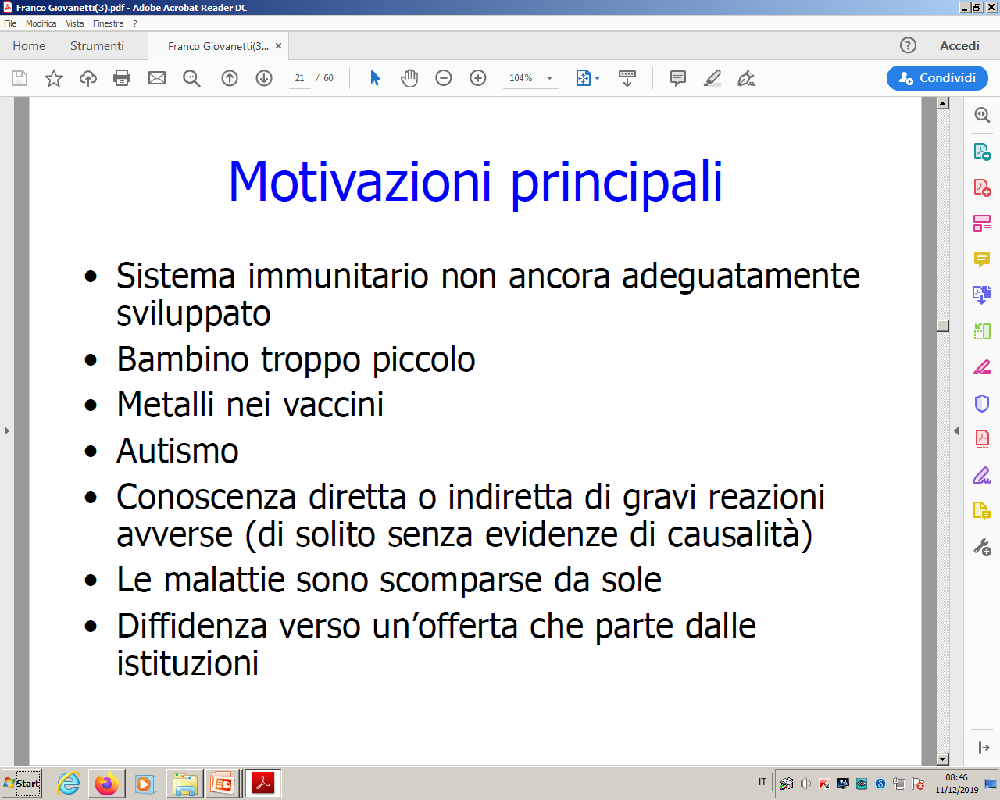 Franco Giovanetti(3).pdf - Adobe Acrobat Reader DC
File Modifica Vista Finestra ?
Home Strumenti Franco Giovanetti(3... × Accedi
21 / 60 104% Condividi
Motivazioni principali
• Sistema immunitario non ancora adeguatamente
sviluppato
• Bambino troppo piccolo
• Metalli nei vaccini
• Autismo
• Conoscenza diretta o indiretta di gravi reazioni
avverse (di solito senza evidenze di causalità)
• Le malattie sono scomparse da sole
• Diffidenza verso un’offerta che parte dalle
istituzioni
Start IT 08:46
11/12/2019